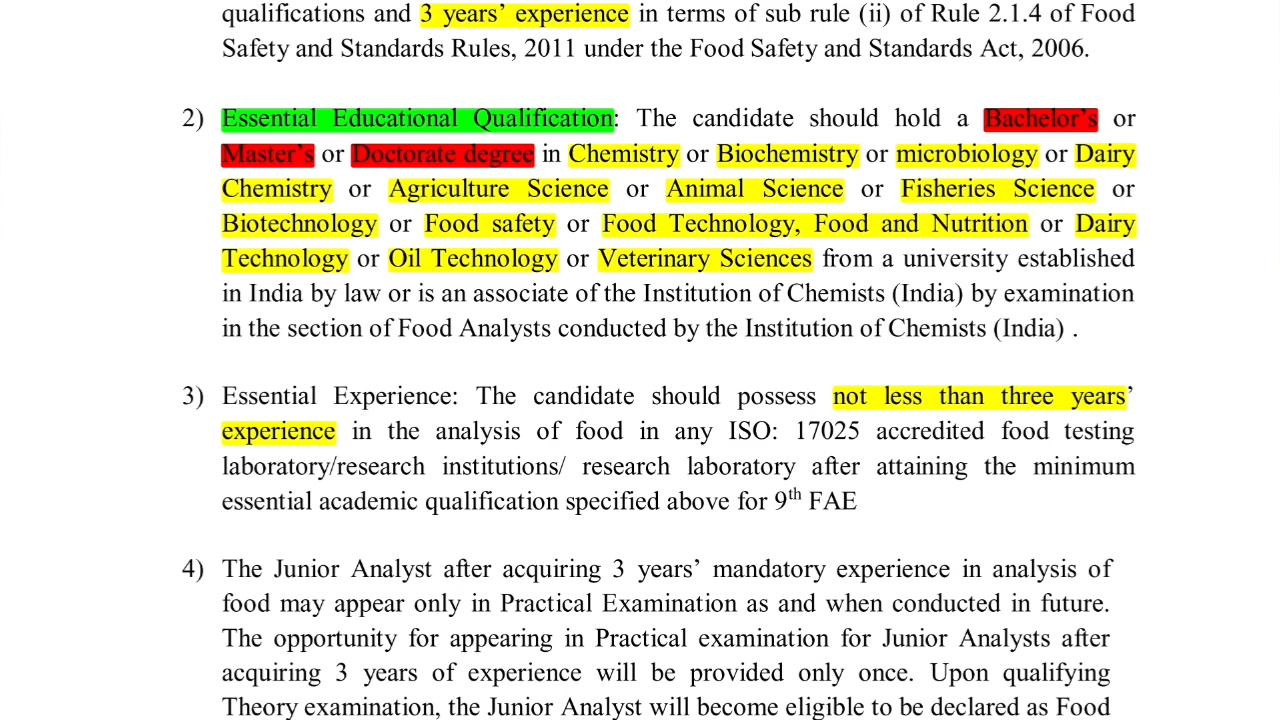 qualifications and 3 years’ experience in terms of sub rule (ii) of Rule 2.1.4 of Food
Safety and Standards Rules, 2011 under the Food Safety and Standards Act, 2006.
2) Essential Educational Qualification: The candidate should hold a Bachelor’s or
Master’s or Doctorate degree in Chemistry or Biochemistry or microbiology or Dairy
Chemistry or Agriculture Science or Animal Science or Fisheries Science or
Biotechnology or Food safety or Food Technology, Food and Nutrition or Dairy
Technology or Oil Technology or Veterinary Sciences from a university established
in India by law or is an associate of the Institution of Chemists (India) by examination
in the section of Food Analysts conducted by the Institution of Chemists (India) .
3) Essential Experience: The candidate should possess not less than three years’
experience in the analysis of food in any ISO: 17025 accredited food testing
laboratory/research institutions/ research laboratory after attaining the minimum
essential academic qualification specified above for 9th FAE
4) The Junior Analyst after acquiring 3 years’ mandatory experience in analysis of
food may appear only in Practical Examination as and when conducted in future.
The opportunity for appearing in Practical examination for Junior Analysts after
acquiring 3 years of experience will be provided only once. Upon qualifying
Theory examination, the Junior Analyst will become eligible to be declared as Food